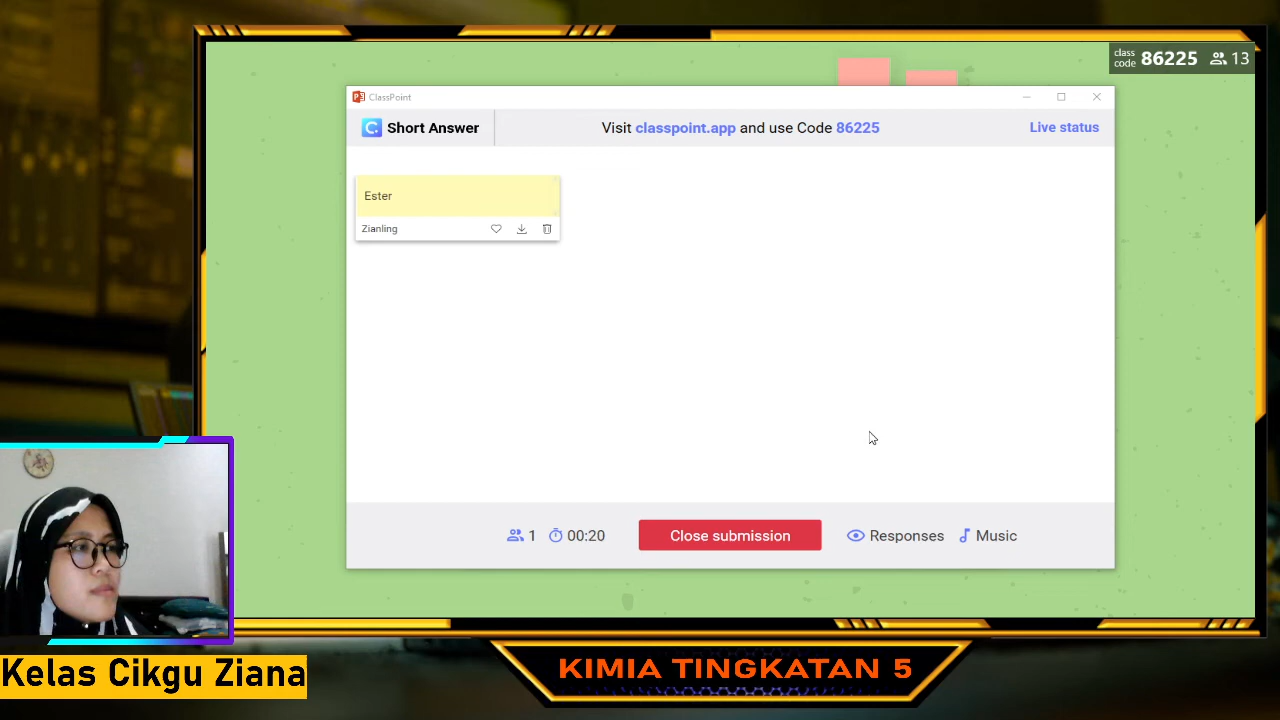 class code 86225 13
ClassPoint
Short Answer
Visit classpoint.app and use Code 86225
Live status
Ester
Zianling
1 00:20
Close submission
Responses
Music
Kelas Cikgu Ziana
KIMIA TINGKATAN 5